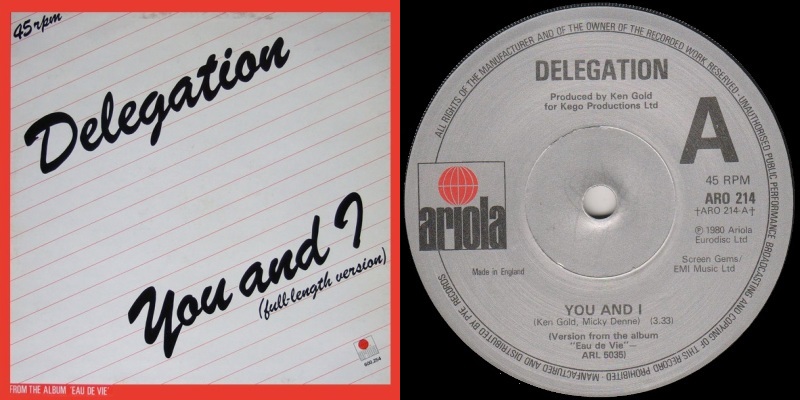 45 rpm
Delegation
You and I
(full-length version)
ariola
600.214
FROM THE ALBUM 'EAU DE VIE'
ALL RIGHTS OF THE MANUFACTURER AND OF THE OWNER OF THE RECORDED WORK RESERVED · UNAUTHORISED PUBLIC PERFORMANCE BROADCASTING AND COPYING OF THIS RECORD PROHIBITED · MANFACTURED AND DISTRIBUTED BY PYE RECORDS
DELEGATION
Produced by Ken Gold
for Kego Productions Ltd
A
45 RPM
ARO 214
†ARO 214-A†
ariola
℗ 1980 Ariola
Eurodisc Ltd
Screen Gems/
EMI Music Ltd
Made in England
YOU AND I
(Ken Gold, Micky Denne) (3.33)
(Version from the album
"Eau de Vie"—
ARL 5035)